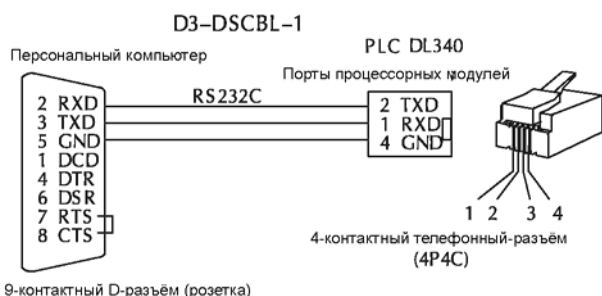 D3–DSCBL–1
Персональный компьютер
PLC DL340
Порты процессорных модулей
RS232C
2 RXD
3 TXD
5 GND
1 DCD
4 DTR
6 DSR
7 RTS
8 CTS
2 TXD
1 RXD
4 GND
1 2 3 4
4-контактный телефонный-разъём
(4P4C)
9-контактный D-разъём (розетка)